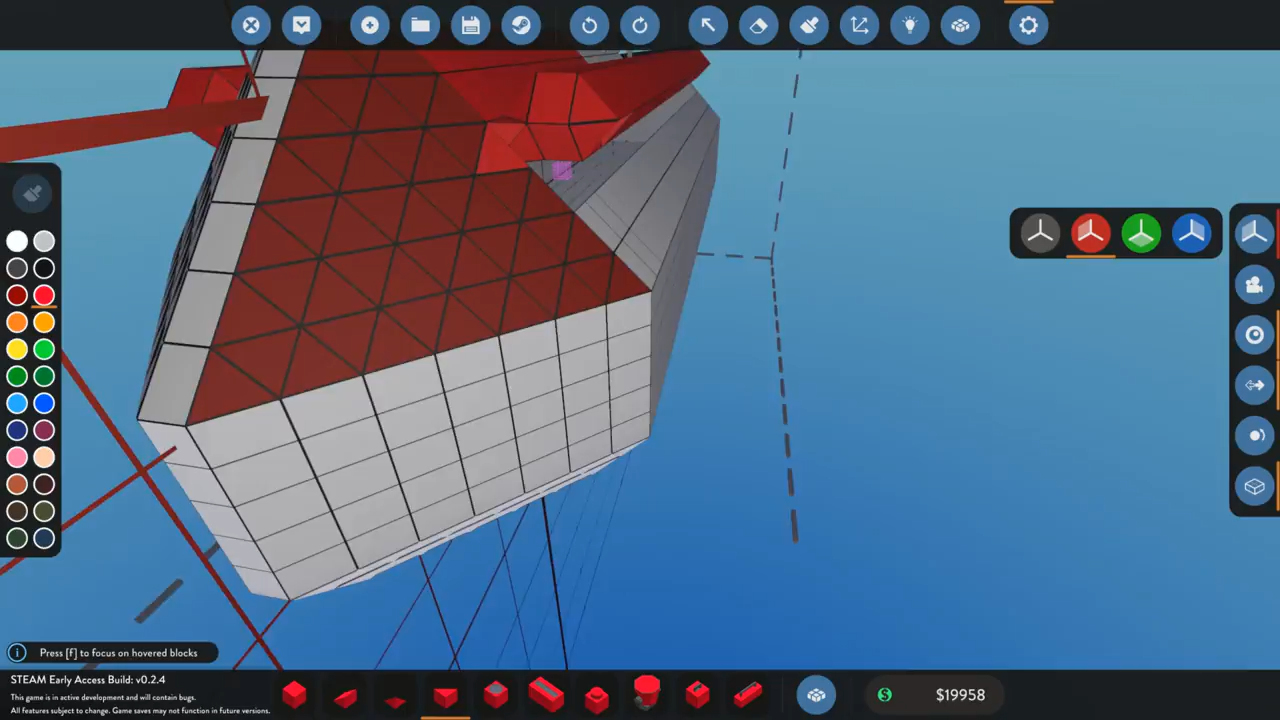 Press [f] to focus on hovered blocks
STEAM Early Access Build: v0.2.4
This game is in active development and will contain bugs.
All features subject to change. Game saves may not function in future versions.
$19958